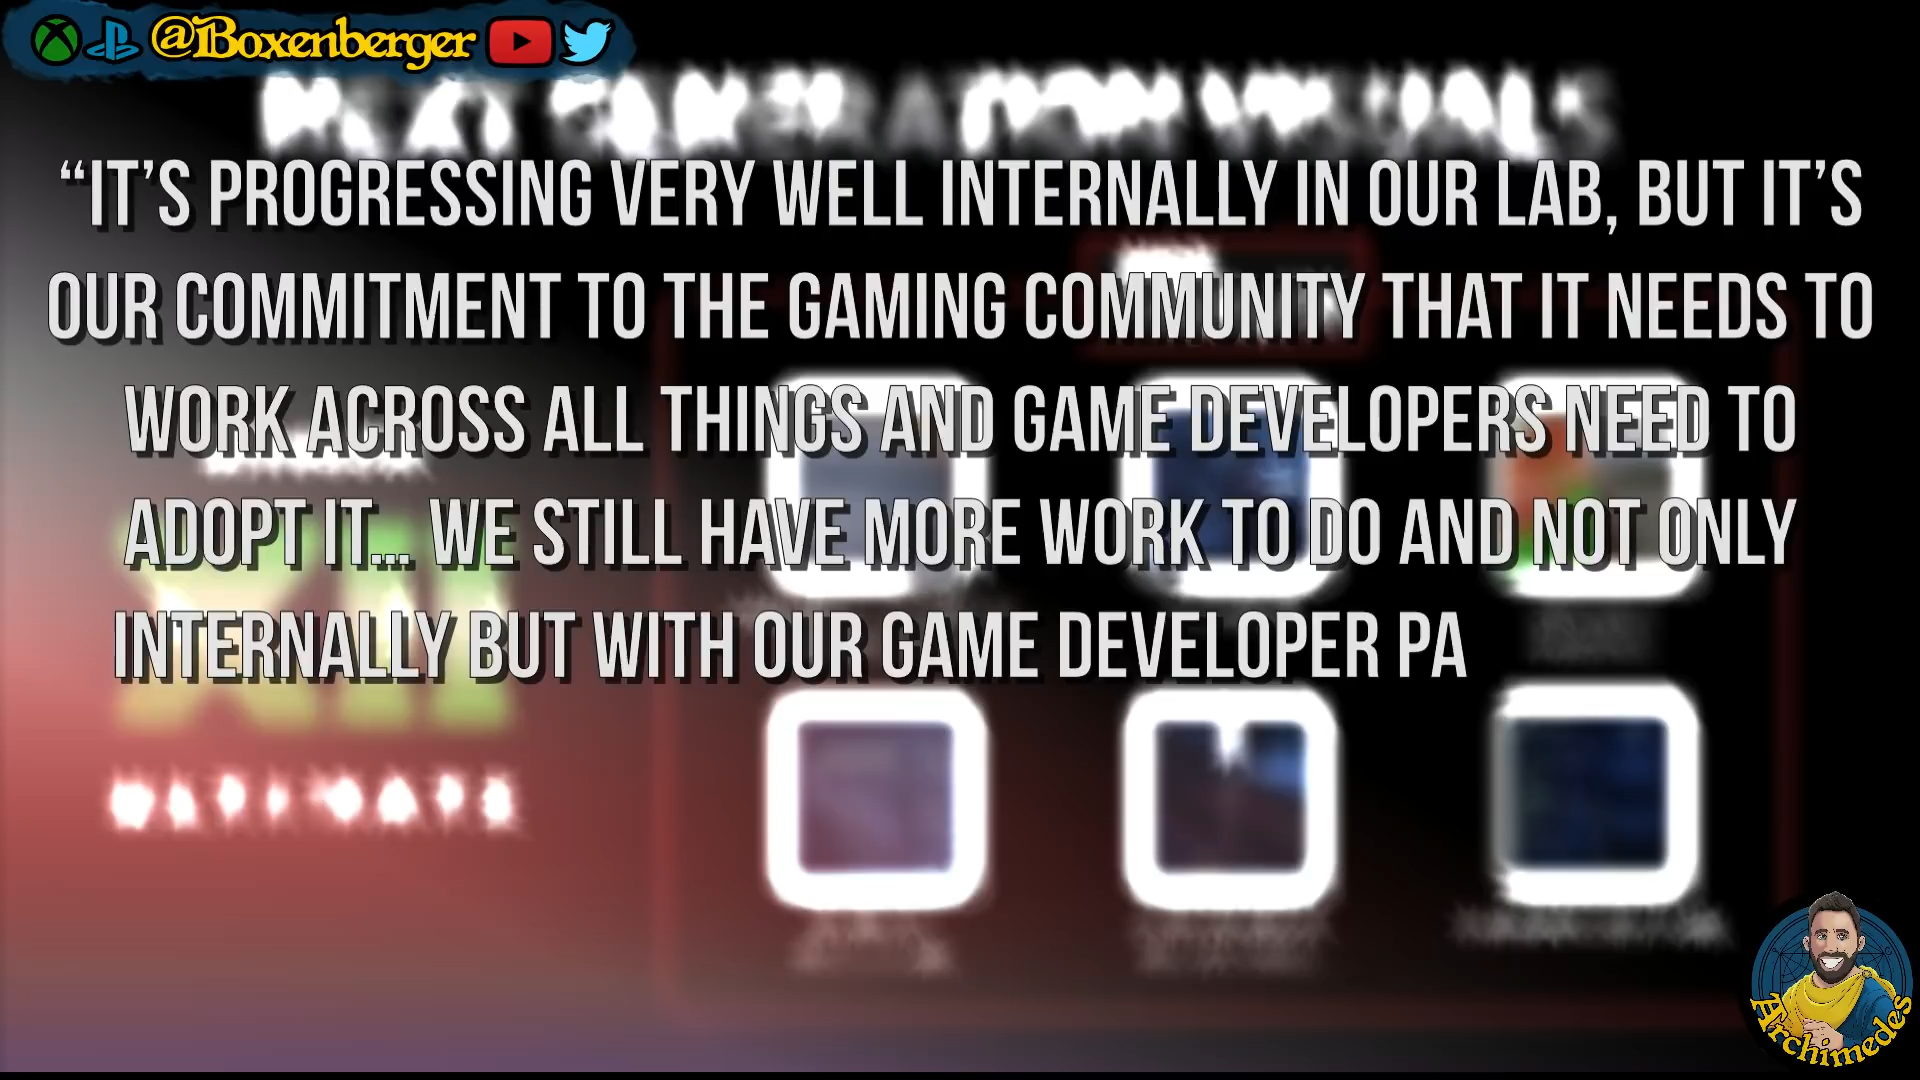 @Boxenberger
“IT’S PROGRESSING VERY WELL INTERNALLY IN OUR LAB, BUT IT’S
OUR COMMITMENT TO THE GAMING COMMUNITY THAT IT NEEDS TO
WORK ACROSS ALL THINGS AND GAME DEVELOPERS NEED TO
ADOPT IT... WE STILL HAVE MORE WORK TO DO AND NOT ONLY
INTERNALLY BUT WITH OUR GAME DEVELOPER PA
Archimedes